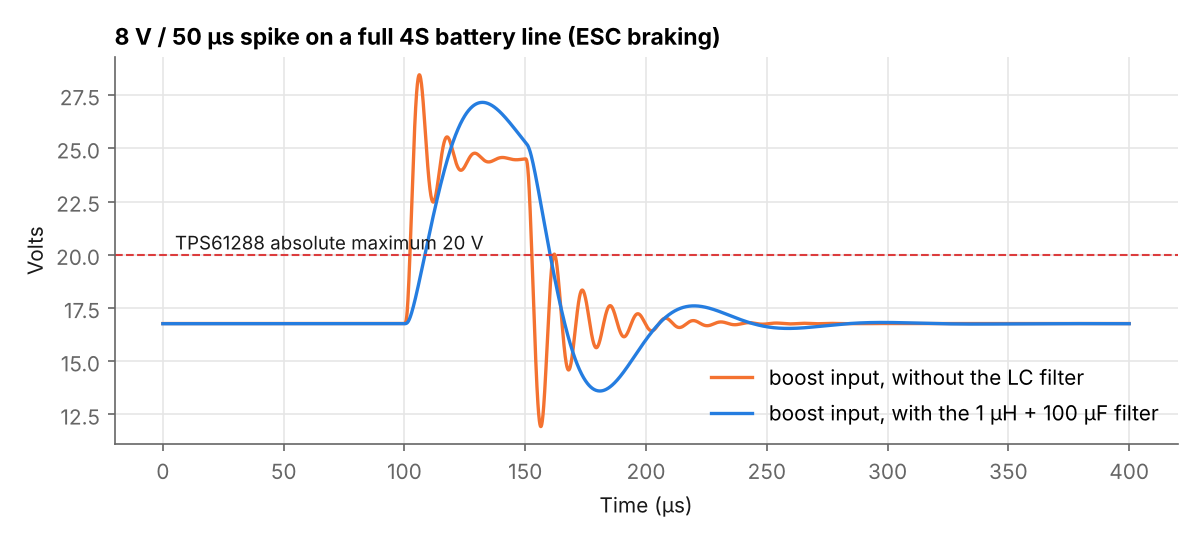 8 V / 50 µs spike on a full 4S battery line (ESC braking)
27.5
25.0
22.5
20.0
17.5
15.0
12.5
Volts
TPS61288 absolute maximum 20 V
boost input, without the LC filter
boost input, with the 1 µH + 100 µF filter
0 50 100 150 200 250 300 350 400
Time (µs)